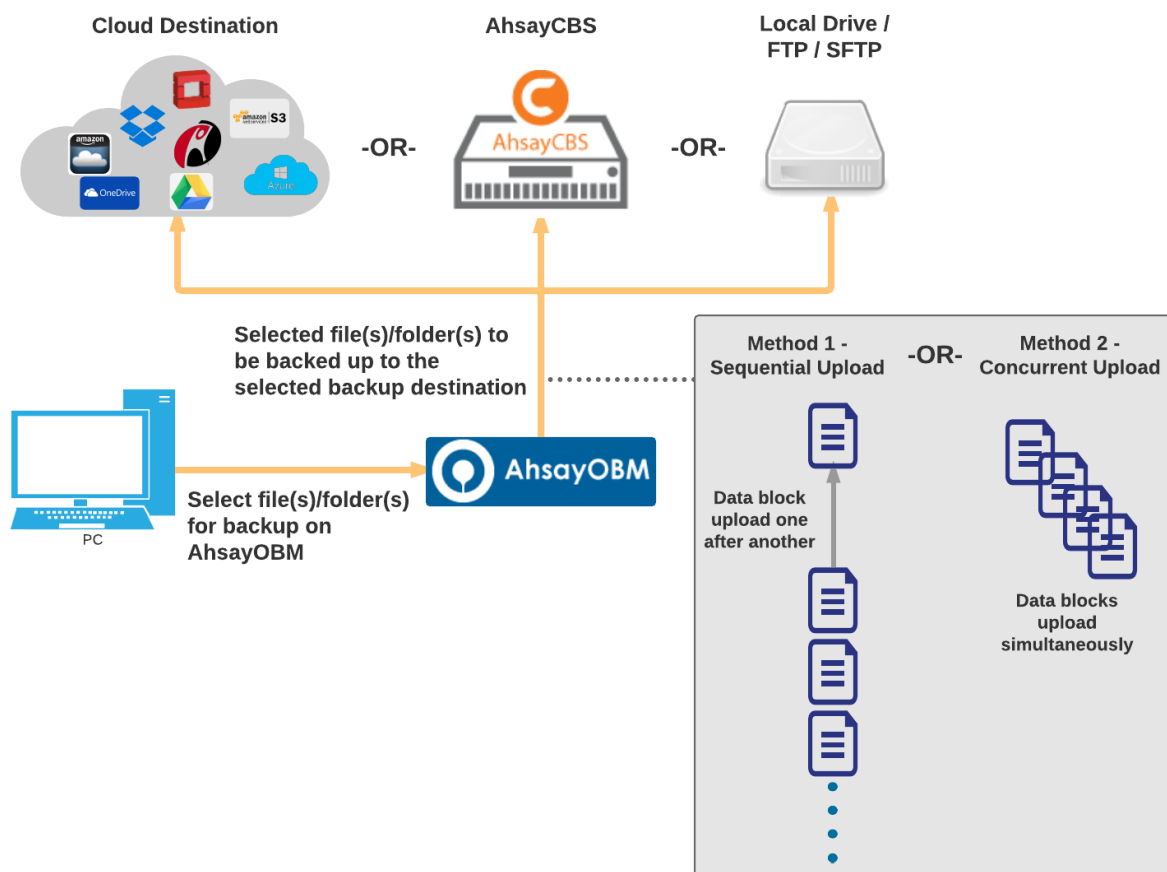 Cloud Destination
AhsayCBS
Local Drive /
FTP / SFTP
amazon
webservices
S3
amazon
OneDrive
Azure
-OR-
C
AhsayCBS
-OR-
Selected file(s)/folder(s) to
be backed up to the
selected backup destination
PC
Select file(s)/folder(s)
for backup on
AhsayOBM
AhsayOBM
Method 1 -
Sequential Upload
-OR-
Method 2 -
Concurrent Upload
Data block
upload one
after another
Data blocks
upload
simultaneously